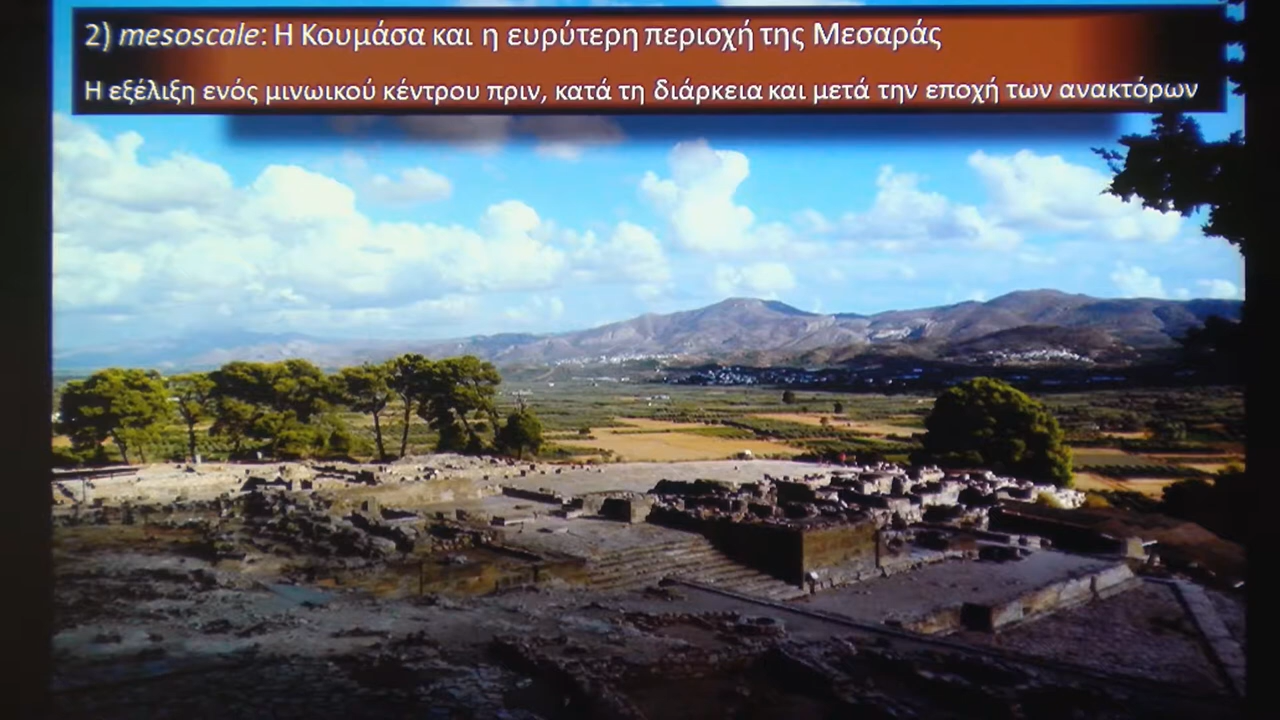 2) mesoscale: Η Κουμάσα και η ευρύτερη περιοχή της Μεσαράς
Η εξέλιξη ενός μινωικού κέντρου πριν, κατά τη διάρκεια και μετά την εποχή των ανακτόρων